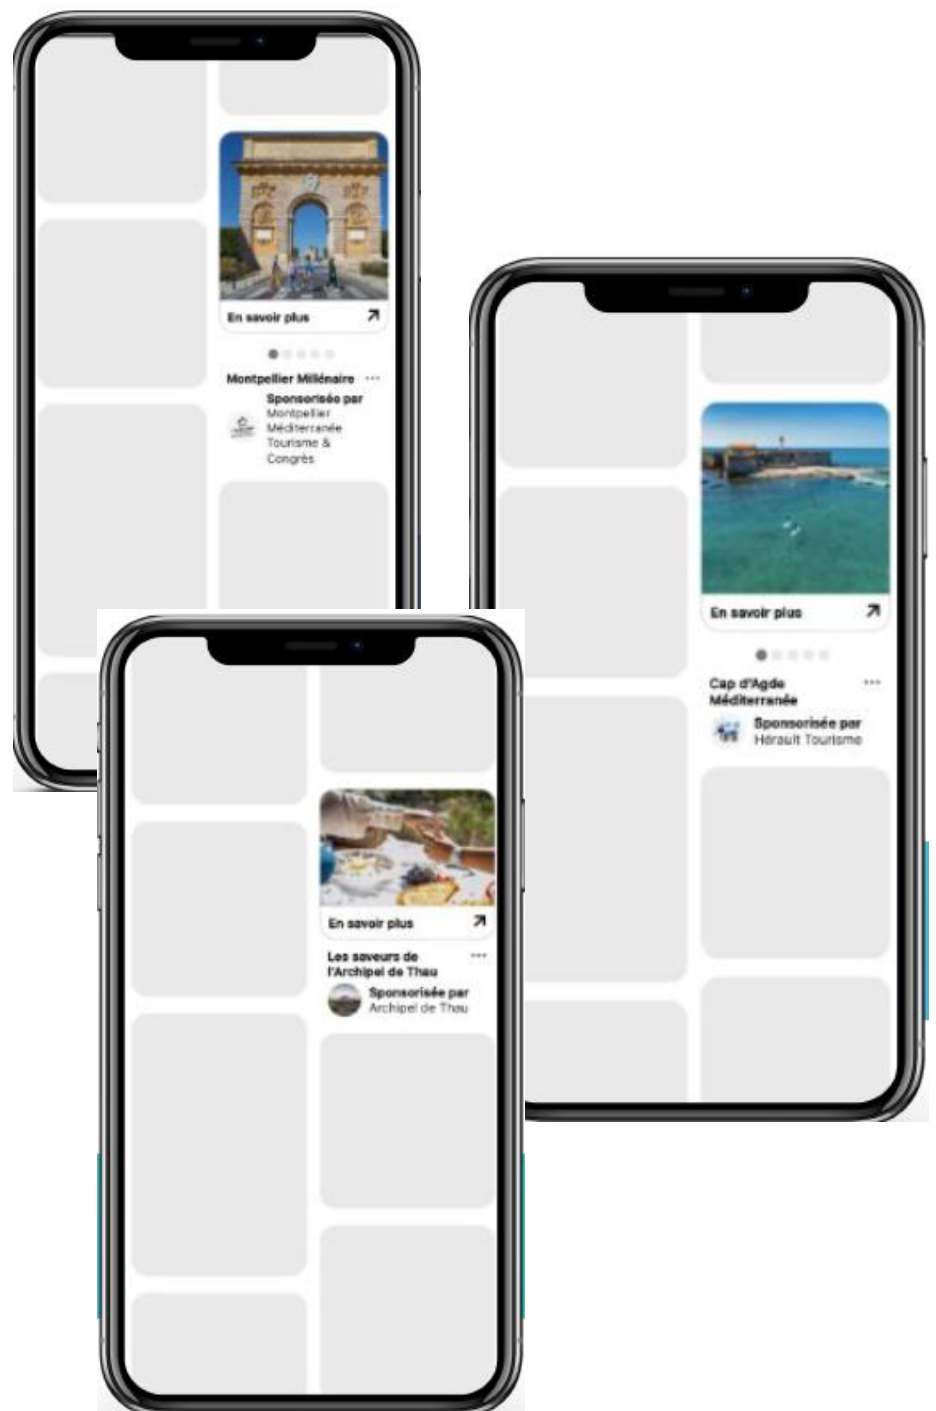 En savoir plus
Montpellier Millénaire ...
Sponsorisée par
Montpellier
Méditerranée
Tourisme &
Congrès
En savoir plus
Cap d'Agde ...
Méditerranée
Sponsorisée par
Hérault Tourisme
En savoir plus
Les saveurs de ...
l'Archipel de Thau
Sponsorisée par
Archipel de Thau